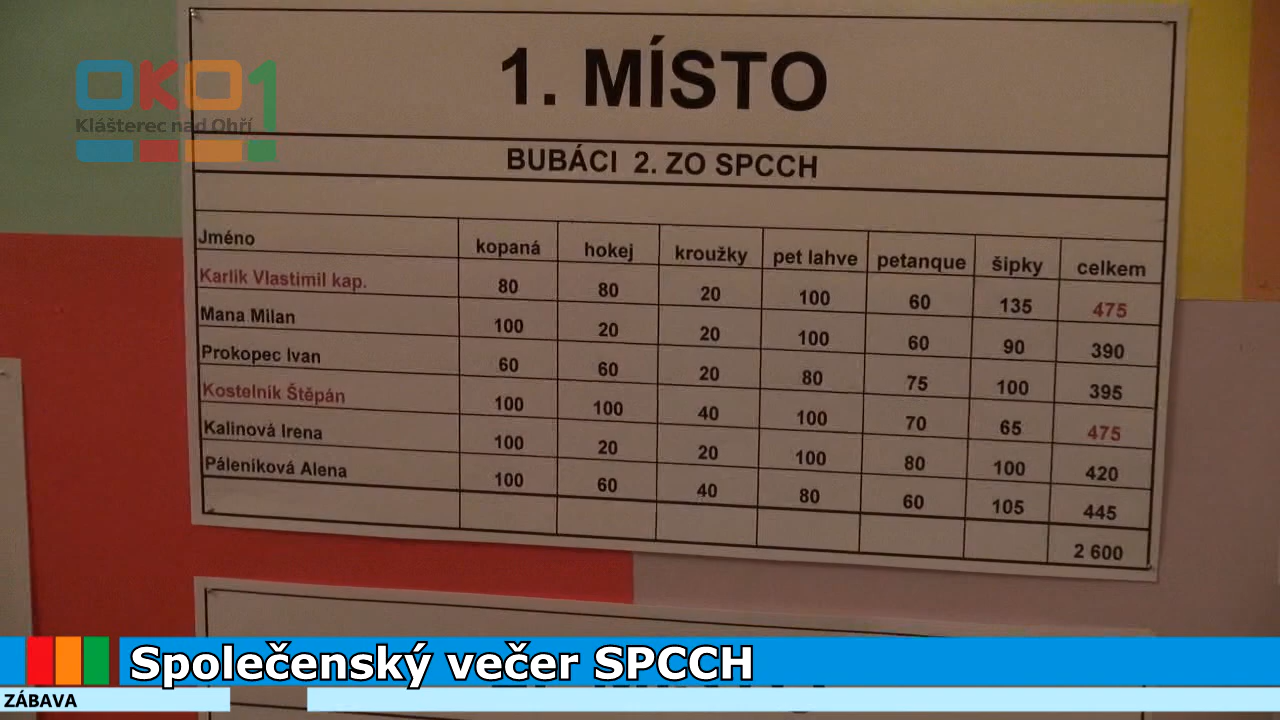 1. MÍSTO
OKO1
Klášterec nad Ohří
BUBÁCI 2. ZO SPCCH
Jméno kopaná hokej kroužky pet lahve petanque šipky celkem
Karlik Vlastimil kap. 80 80 20 100 60 135 475
Mana Milan 100 20 20 100 60 90 390
Prokopec Ivan 60 60 20 80 75 100 395
Kostelník Štěpán 100 100 40 100 70 65 475
Kalinová Irena 100 20 20 100 80 100 420
Páleníková Alena 100 60 40 80 60 105 445
2 600
Společenský večer SPCCH
ZÁBAVA